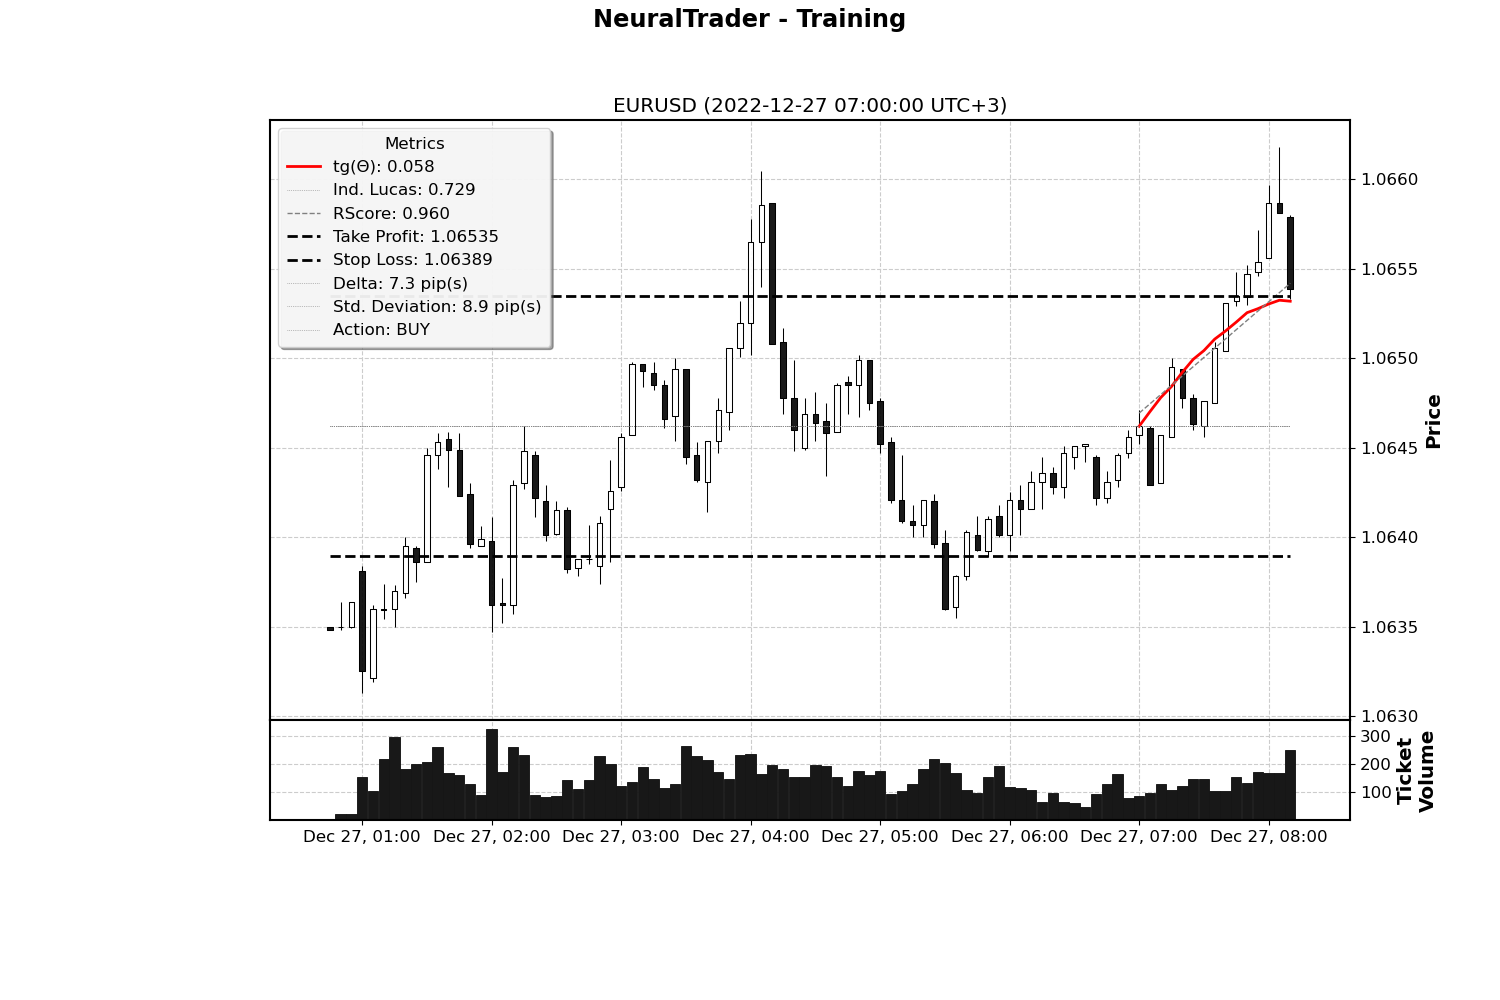 NeuralTrader - Training
EURUSD (2022-12-27 07:00:00 UTC+3)
Metrics
tg(Θ): 0.058
Ind. Lucas: 0.729
RScore: 0.960
Take Profit: 1.06535
Stop Loss: 1.06389
Delta: 7.3 pip(s)
Std. Deviation: 8.9 pip(s)
Action: BUY
1.0660
1.0655
1.0650
1.0645
1.0640
1.0635
1.0630
Price
300
200
100
Ticket
Volume
Dec 27, 01:00
Dec 27, 02:00
Dec 27, 03:00
Dec 27, 04:00
Dec 27, 05:00
Dec 27, 06:00
Dec 27, 07:00
Dec 27, 08:00